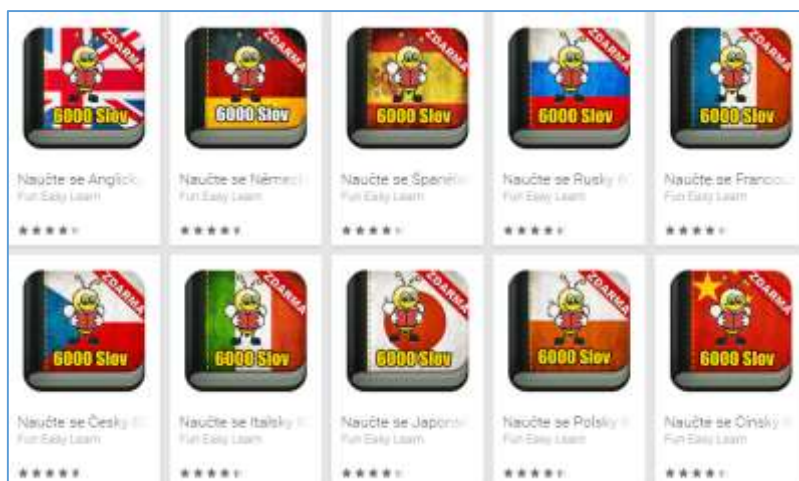 ZDARMA
6000 Slov
Naučte se Anglick
Fun Easy Learn
ZDARMA
6000 Slov
Naučte se Němec
Fun Easy Learn
ZDARMA
6000 Slov
Naučte se Španěl
Fun Easy Learn
ZDARMA
6000 Slov
Naučte se Rusky
Fun Easy Learn
ZDARMA
6000 Slov
Naučte se Francou
Fun Easy Learn
ZDARMA
6000 Slov
Naučte se Česky
Fun Easy Learn
ZDARMA
6000 Slov
Naučte se Italsky
Fun Easy Learn
ZDARMA
6000 Slov
Naučte se Japons
Fun Easy Learn
ZDARMA
6000 Slov
Naučte se Polsky
Fun Easy Learn
ZDARMA
6000 Slov
Naučte se Čínsky
Fun Easy Learn